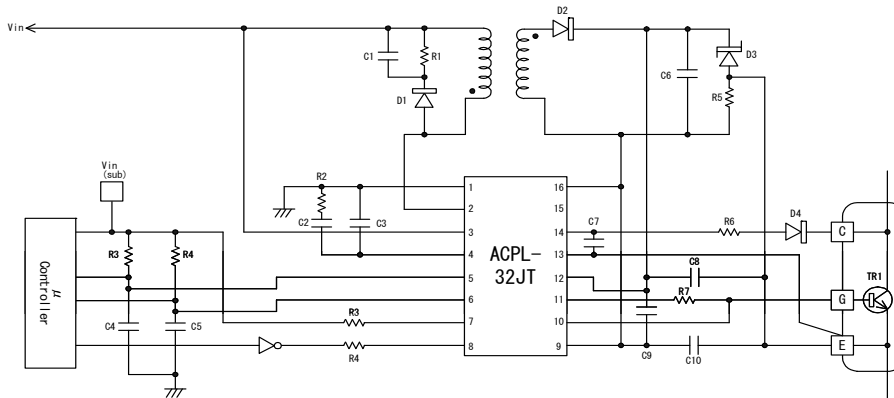 D2
Vin
C1
R1
D3
C6
R5
D1
Vin
(sub)
R2
1
16
2
15
C7
R6
D4
C2
C3
3
14
C
R3
R4
ACPL-
32JT
4
13
C8
TR1
μ
Controller
5
12
R7
6
11
G
C4
C5
R3
7
10
8
9
E
R4
C9
C10